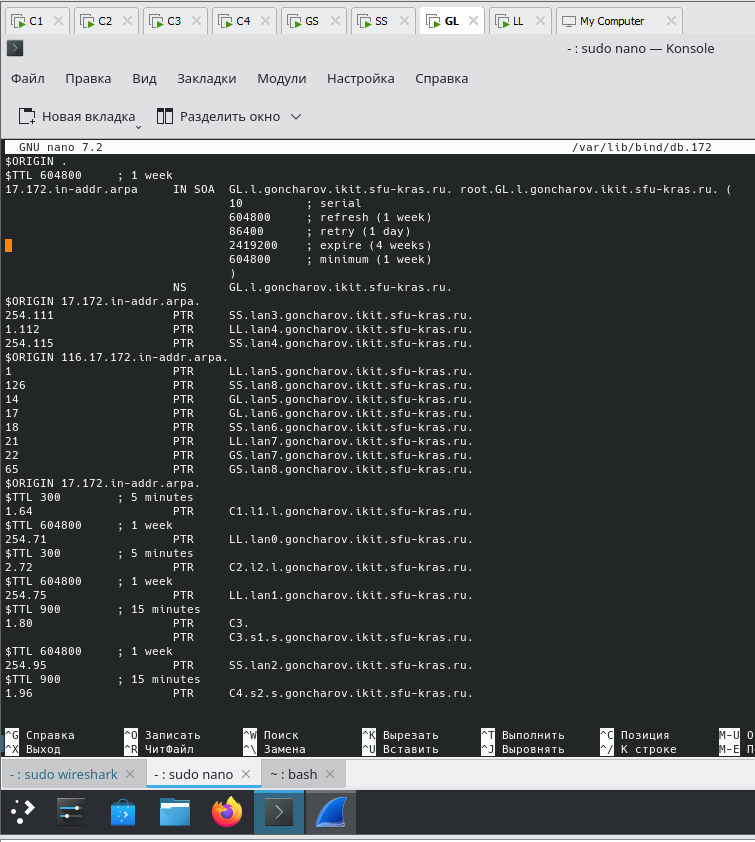 C1 C2 C3 C4 GS SS GL LL My Computer
- : sudo nano — Konsole
Файл Правка Вид Закладки Модули Настройка Справка
Новая вкладка Разделить окно
GNU nano 7.2 /var/lib/bind/db.172
$ORIGIN .
$TTL 604800 ; 1 week
17.172.in-addr.arpa IN SOA GL.l.goncharov.ikit.sfu-kras.ru. root.GL.l.goncharov.ikit.sfu-kras.ru. (
10 ; serial
604800 ; refresh (1 week)
86400 ; retry (1 day)
2419200 ; expire (4 weeks)
604800 ; minimum (1 week)
)
NS GL.l.goncharov.ikit.sfu-kras.ru.
$ORIGIN 17.172.in-addr.arpa.
254.111 PTR SS.lan3.goncharov.ikit.sfu-kras.ru.
1.112 PTR LL.lan4.goncharov.ikit.sfu-kras.ru.
254.115 PTR SS.lan4.goncharov.ikit.sfu-kras.ru.
$ORIGIN 116.17.172.in-addr.arpa.
1 PTR LL.lan5.goncharov.ikit.sfu-kras.ru.
126 PTR SS.lan8.goncharov.ikit.sfu-kras.ru.
14 PTR GL.lan5.goncharov.ikit.sfu-kras.ru.
17 PTR GL.lan6.goncharov.ikit.sfu-kras.ru.
18 PTR SS.lan6.goncharov.ikit.sfu-kras.ru.
21 PTR LL.lan7.goncharov.ikit.sfu-kras.ru.
22 PTR GS.lan7.goncharov.ikit.sfu-kras.ru.
65 PTR GS.lan8.goncharov.ikit.sfu-kras.ru.
$ORIGIN 17.172.in-addr.arpa.
$TTL 300 ; 5 minutes
1.64 PTR C1.l1.l.goncharov.ikit.sfu-kras.ru.
$TTL 604800 ; 1 week
254.71 PTR LL.lan0.goncharov.ikit.sfu-kras.ru.
$TTL 300 ; 5 minutes
2.72 PTR C2.l2.l.goncharov.ikit.sfu-kras.ru.
$TTL 604800 ; 1 week
254.75 PTR LL.lan1.goncharov.ikit.sfu-kras.ru.
$TTL 900 ; 15 minutes
1.80 PTR C3.
PTR C3.s1.s.goncharov.ikit.sfu-kras.ru.
$TTL 604800 ; 1 week
254.95 PTR SS.lan2.goncharov.ikit.sfu-kras.ru.
$TTL 900 ; 15 minutes
1.96 PTR C4.s2.s.goncharov.ikit.sfu-kras.ru.
^G Справка ^O Записать ^W Поиск ^K Вырезать ^T Выполнить ^C Позиция M-U
^X Выход ^R ЧитФайл ^\ Замена ^U Вставить ^J Выровнять ^/ К строке M-E
- : sudo wireshark - : sudo nano ~ : bash